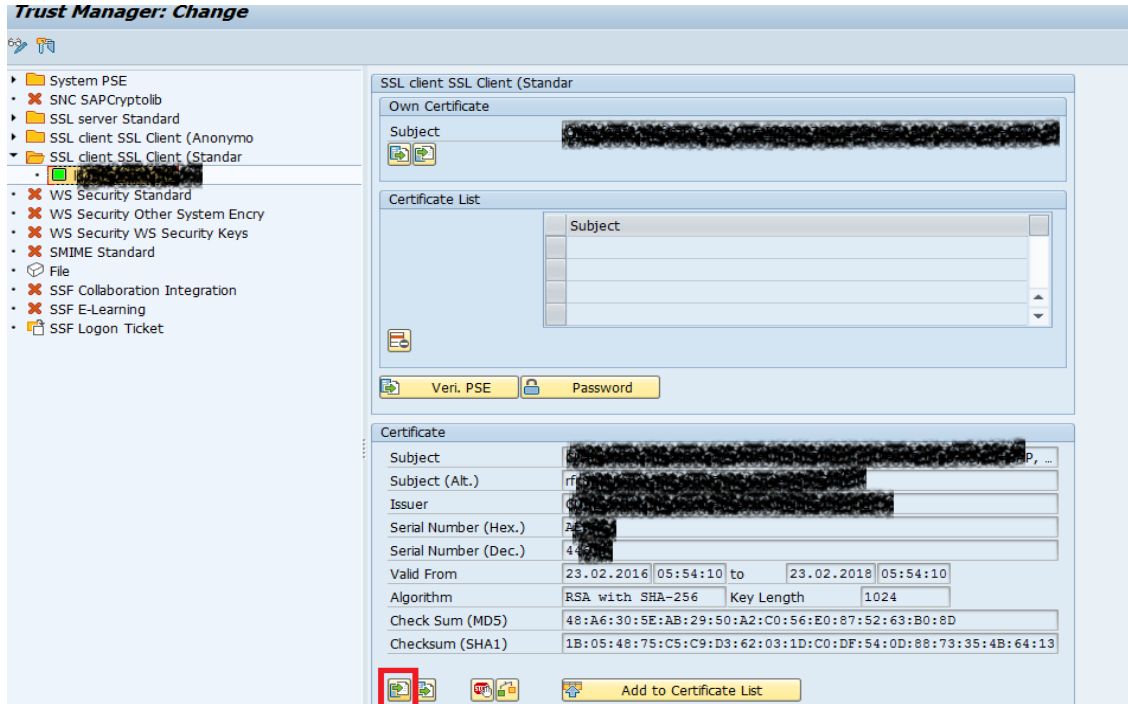 Trust Manager: Change
System PSE
SNC SAPCryptolib
SSL server Standard
SSL client SSL Client (Anonymo
SSL client SSL Client (Standar
WS Security Standard
WS Security Other System Encry
WS Security WS Security Keys
SMIME Standard
File
SSF Collaboration Integration
SSF E-Learning
SSF Logon Ticket
SSL client SSL Client (Standar
Own Certificate
Subject
Certificate List
Subject
Veri. PSE
Password
Certificate
Subject P, ...
Subject (Alt.)
Issuer
Serial Number (Hex.)
Serial Number (Dec.)
Valid From 23.02.2016 05:54:10 to 23.02.2018 05:54:10
Algorithm RSA with SHA-256 Key Length 1024
Check Sum (MD5) 48:A6:30:5E:AB:29:50:A2:C0:56:E0:87:52:63:B0:8D
Checksum (SHA1) 1B:05:48:75:C5:C9:D3:62:03:1D:C0:DF:54:0D:88:73:35:4B:64:13
Add to Certificate List